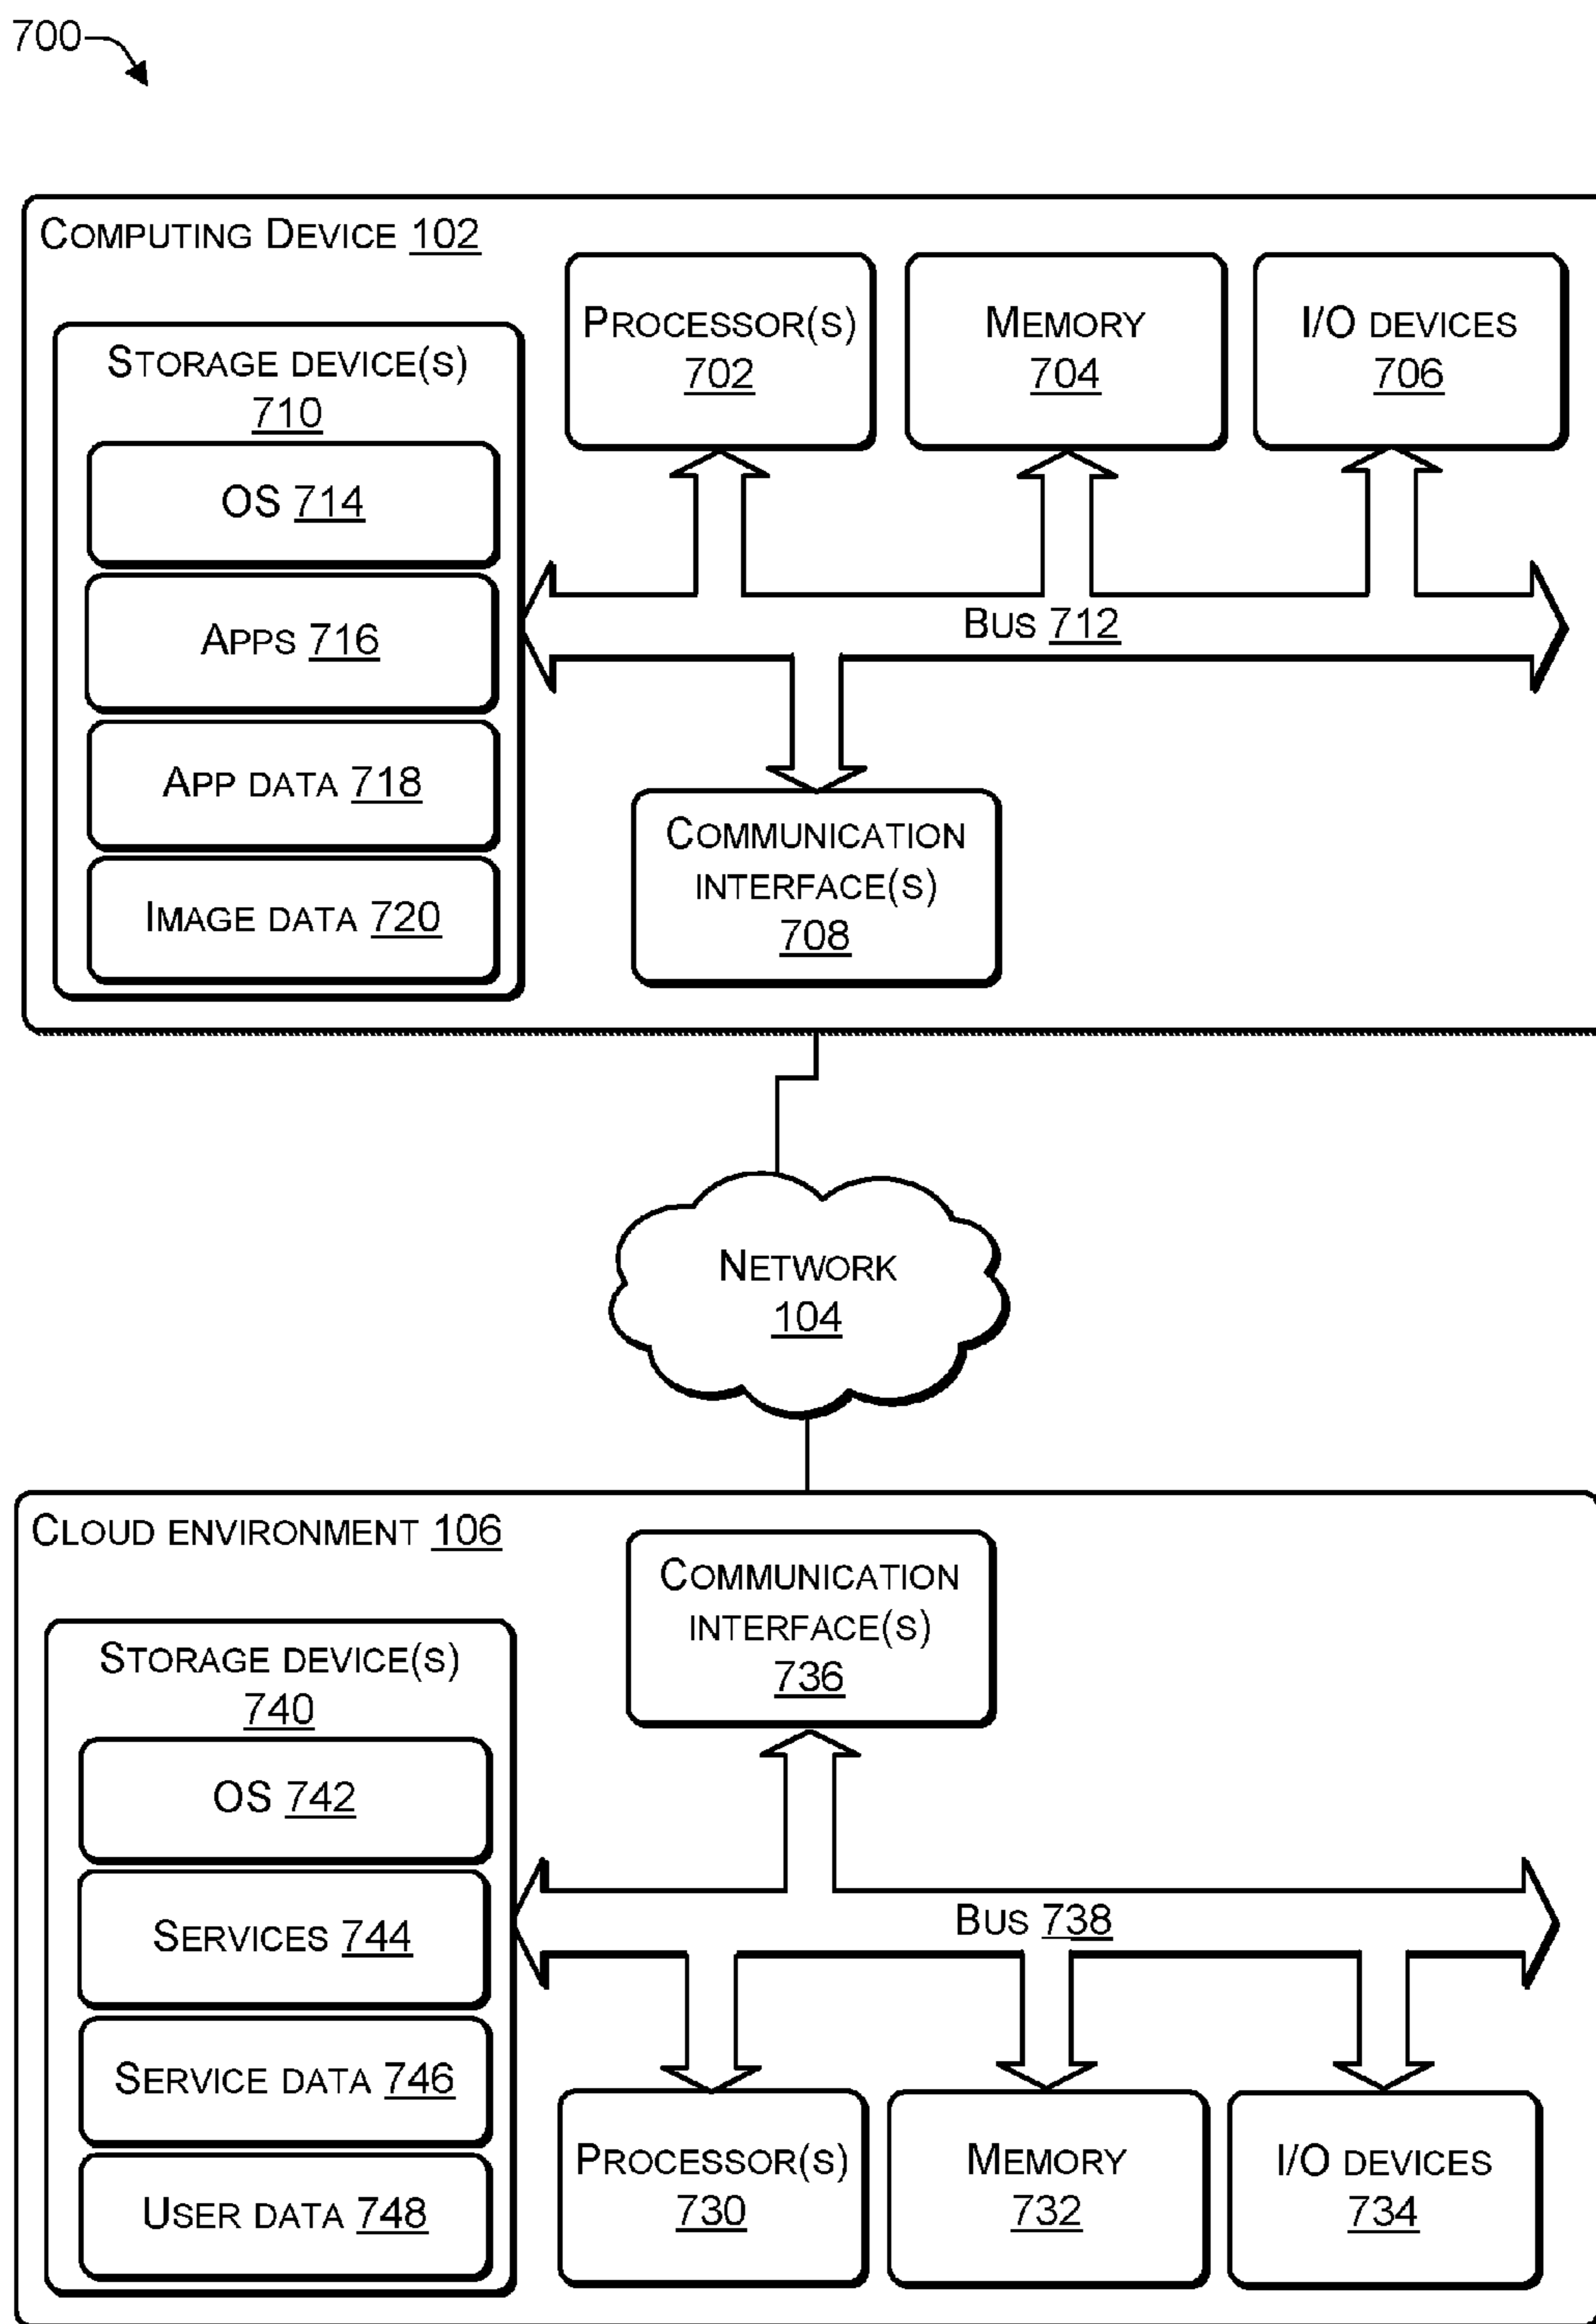 700
COMPUTING DEVICE 102
PROCESSOR(S)
702
MEMORY
704
I/O DEVICES
706
STORAGE DEVICE(S)
710
OS 714
APPS 716
APP DATA 718
IMAGE DATA 720
BUS 712
COMMUNICATION
INTERFACE(S)
708
NETWORK
104
CLOUD ENVIRONMENT 106
COMMUNICATION
INTERFACE(S)
736
STORAGE DEVICE(S)
740
OS 742
SERVICES 744
SERVICE DATA 746
USER DATA 748
BUS 738
PROCESSOR(S)
730
MEMORY
732
I/O DEVICES
734